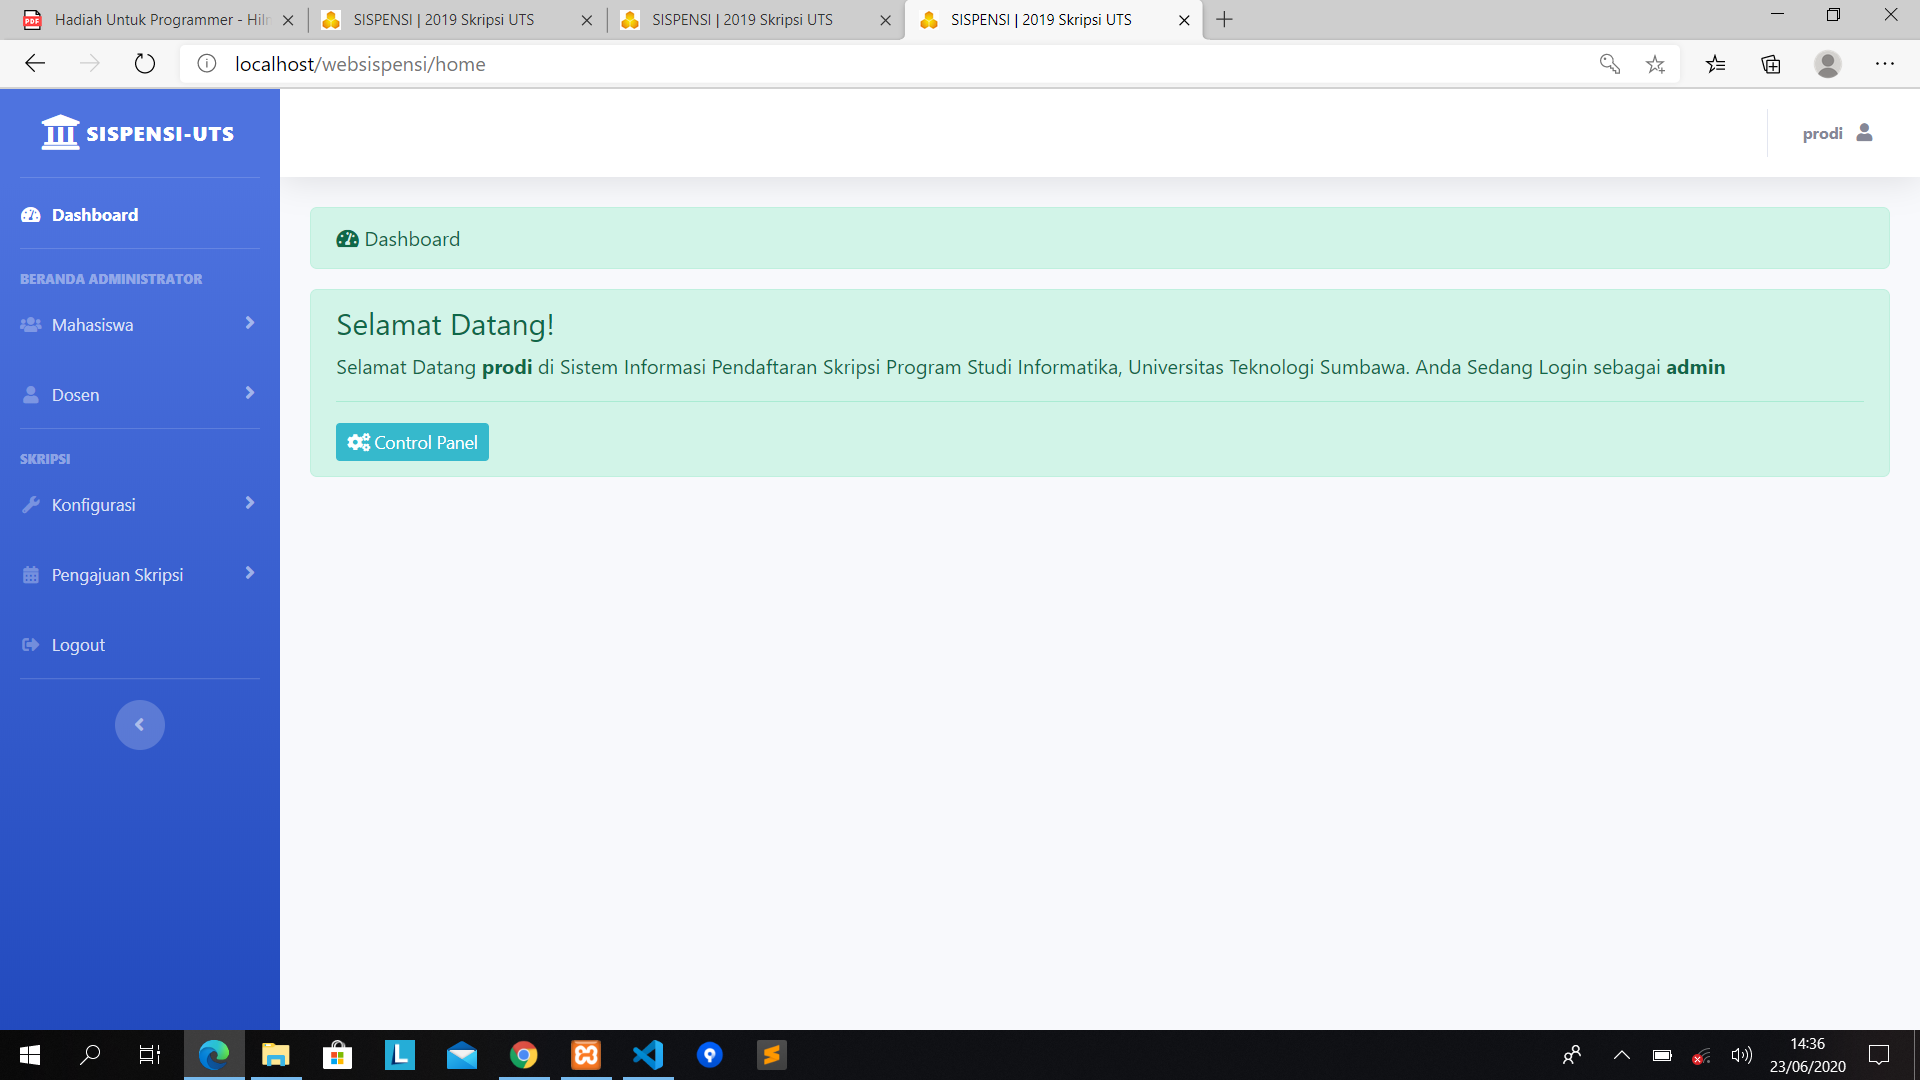 Hadiah Untuk Programmer - Hilm
SISPENSI | 2019 Skripsi UTS
SISPENSI | 2019 Skripsi UTS
SISPENSI | 2019 Skripsi UTS
localhost/websispensi/home
SISPENSI-UTS
prodi
Dashboard
BERANDA ADMINISTRATOR
Mahasiswa
Dosen
SKRIPSI
Konfigurasi
Pengajuan Skripsi
Logout
Dashboard
Selamat Datang!
Selamat Datang prodi di Sistem Informasi Pendaftaran Skripsi Program Studi Informatika, Universitas Teknologi Sumbawa. Anda Sedang Login sebagai admin
Control Panel
14:36
23/06/2020